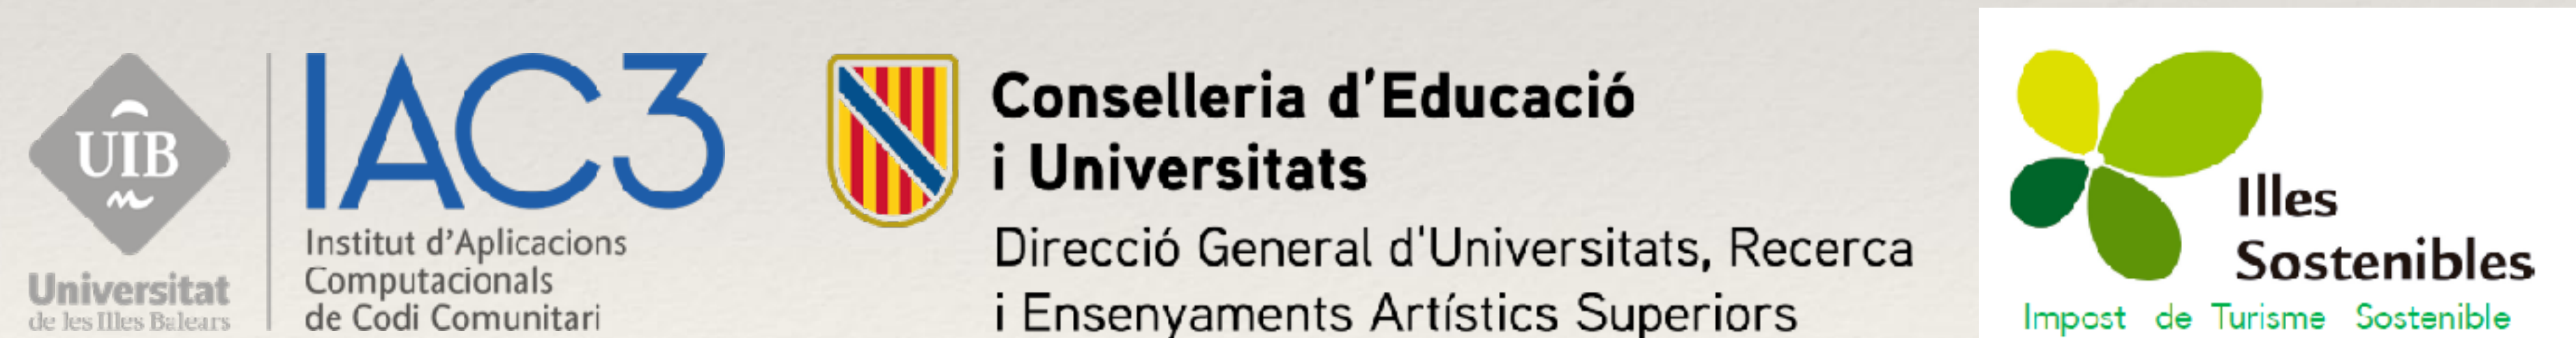 UIB
Universitat
de les Illes Balears
IAC3
Institut d'Aplicacions
Computacionals
de Codi Comunitari
Conselleria d'Educació
i Universitats
Direcció General d'Universitats, Recerca
i Ensenyaments Artístics Superiors
Illes
Sostenibles
Impost de Turisme Sostenible